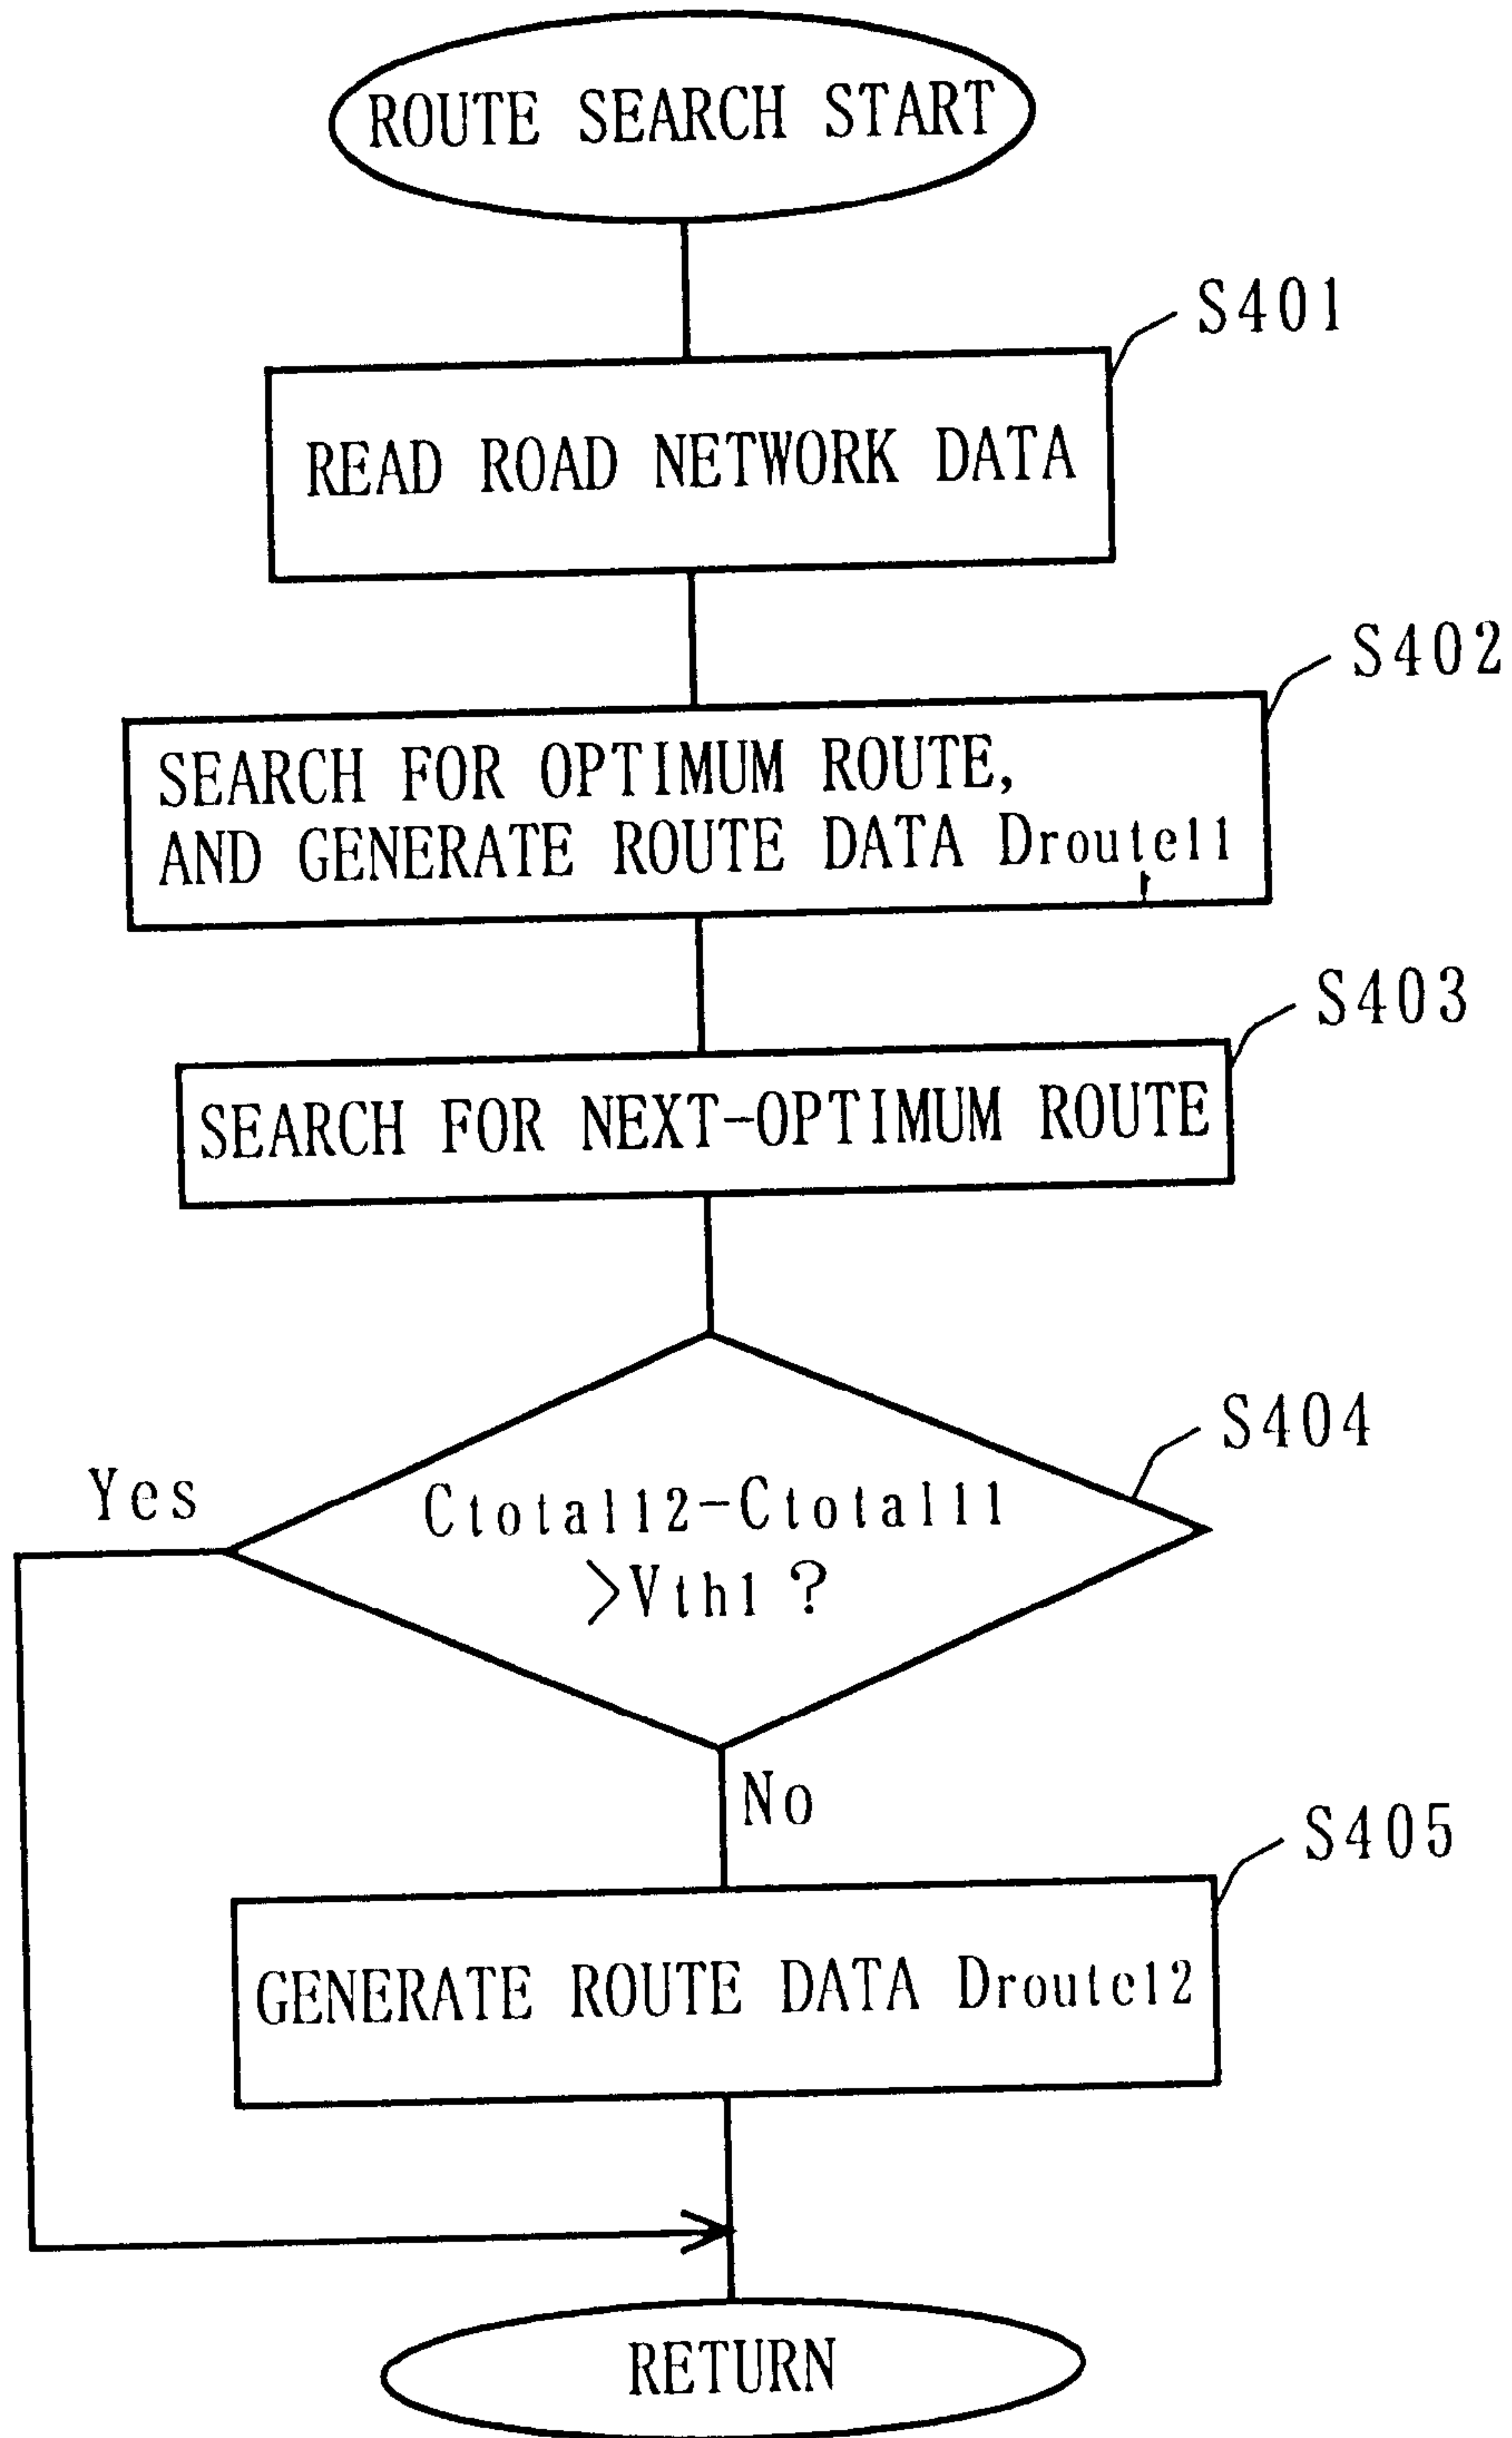 ROUTE SEARCH START
S401
READ ROAD NETWORK DATA
S402
SEARCH FOR OPTIMUM ROUTE,
AND GENERATE ROUTE DATA Droute11
S403
SEARCH FOR NEXT-OPTIMUM ROUTE
S404
Yes
Ctotal12-Ctotal11
>Vth1?
No
S405
GENERATE ROUTE DATA Droute12
RETURN